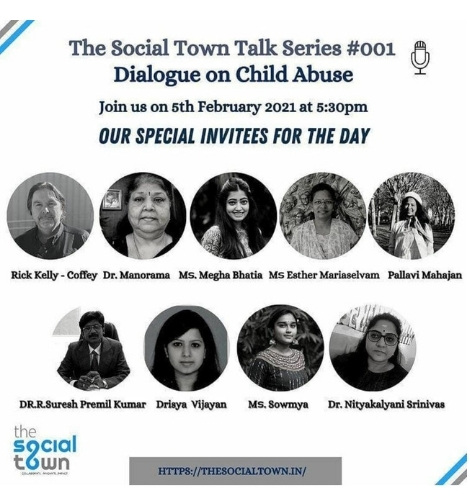 The Social Town Talk Series #001
Dialogue on Child Abuse
Join us on 5th February 2021 at 5:30pm
OUR SPECIAL INVITEES FOR THE DAY
Rick Kelly - Coffey Dr. Manorama Ms. Megha Bhatia Ms Esther Mariaselvam Pallavi Mahajan
DR.R.Suresh Premil Kumar Driaya Vijayan Ms. Sowmya Dr. Nityakalyani Srinivas
the
social
town
HTTPS://THESOCIALTOWN.IN/